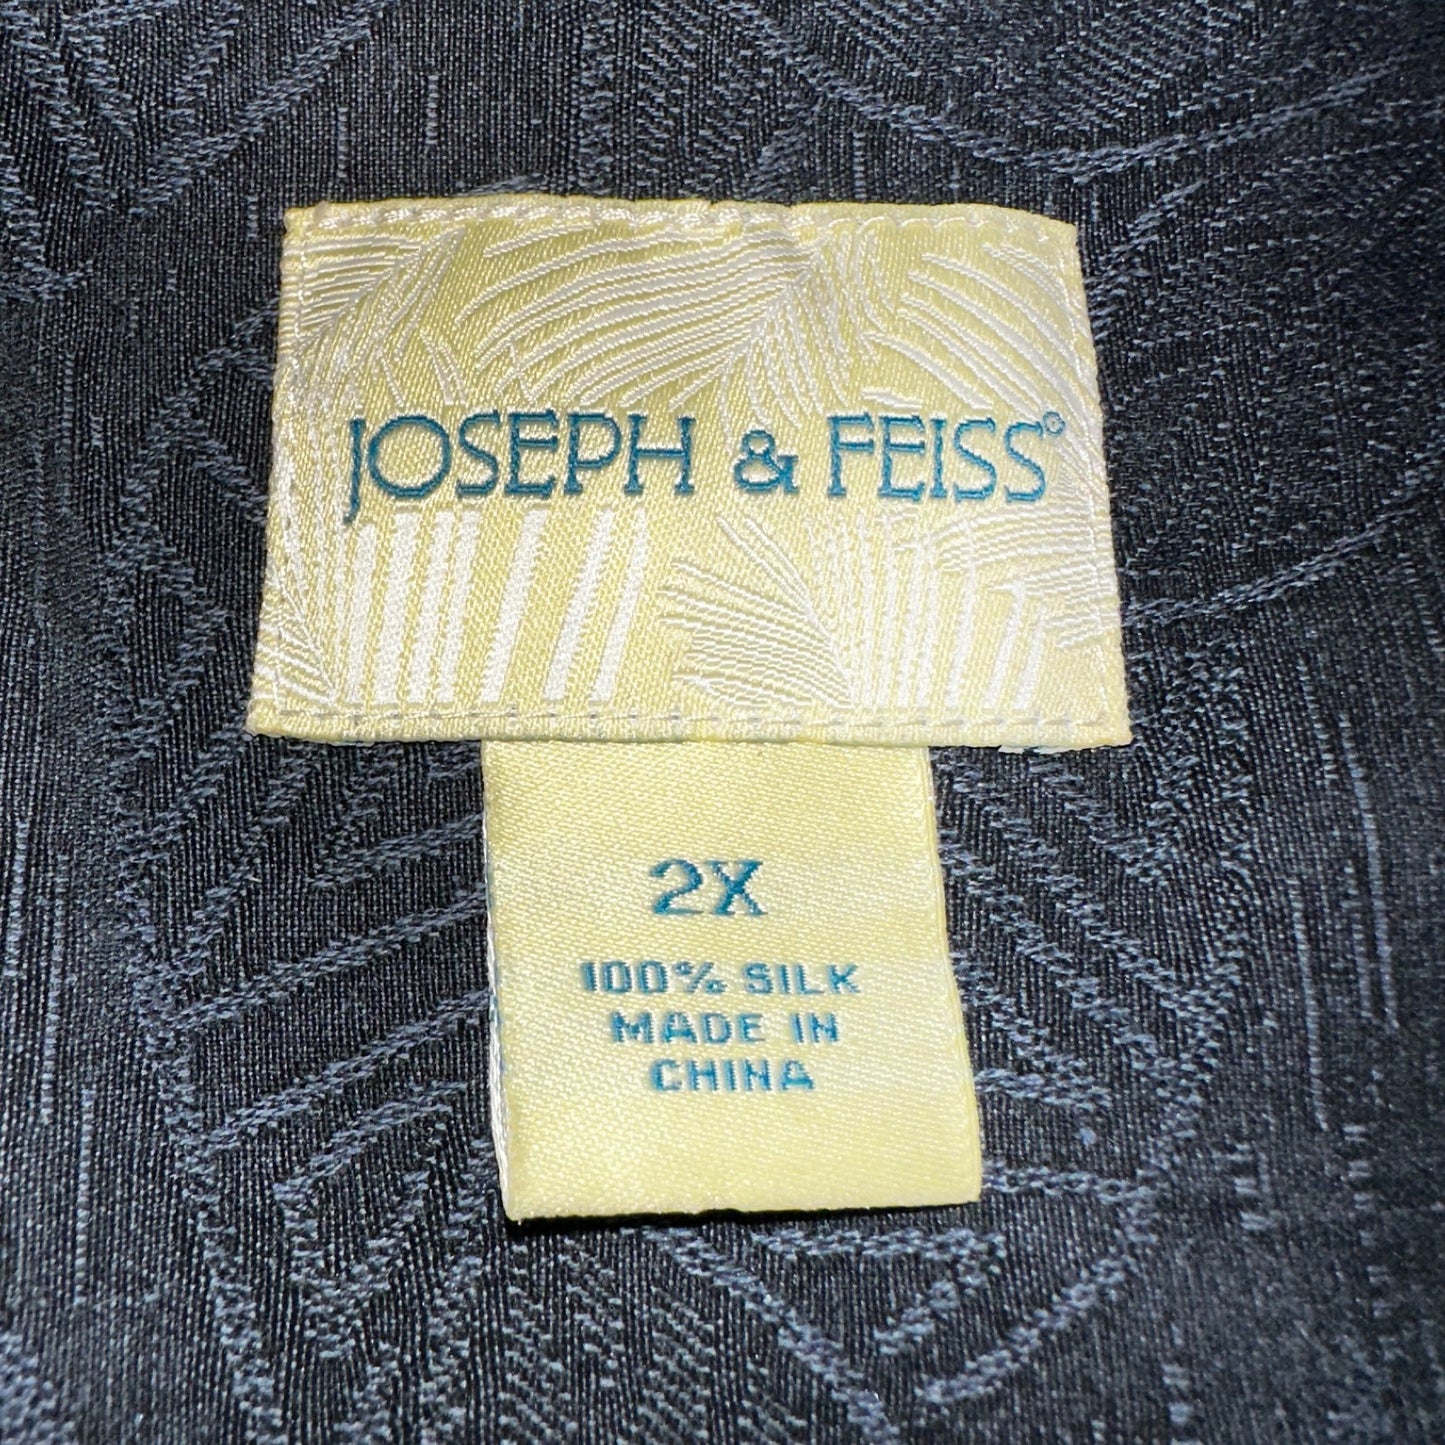 JOSEPH & FEISS®
2X
100% SILK
MADE IN
CHINA